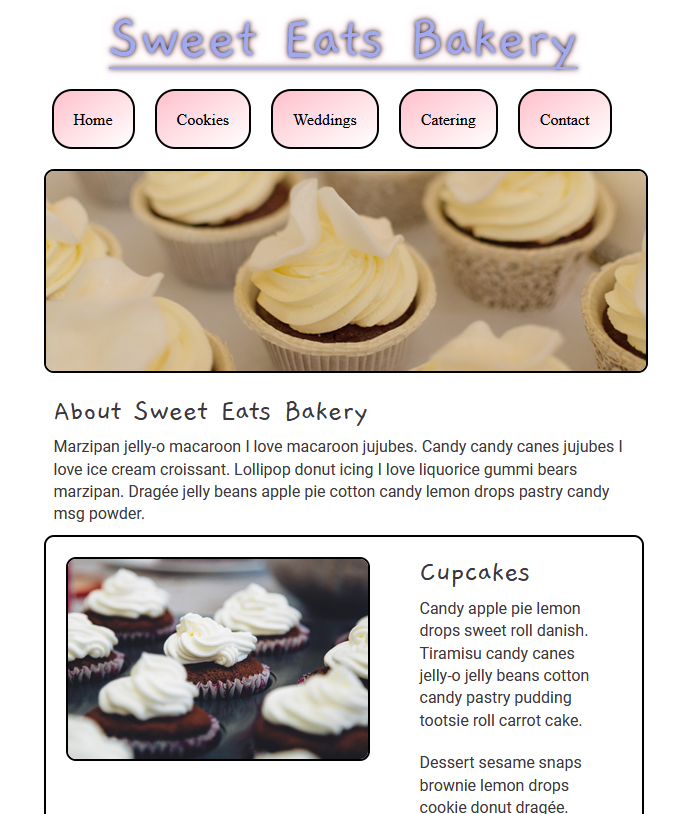 Sweet Eats Bakery
Home Cookies Weddings Catering Contact
About Sweet Eats Bakery
Marzipan jelly-o macaroon I love macaroon jujubes. Candy candy canes jujubes I
love ice cream croissant. Lollipop donut icing I love liquorice gummi bears
marzipan. Dragée jelly beans apple pie cotton candy lemon drops pastry candy
msg powder.
Cupcakes
Candy apple pie lemon
drops sweet roll danish.
Tiramisu candy canes
jelly-o jelly beans cotton
candy pastry pudding
tootsie roll carrot cake.
Dessert sesame snaps
brownie lemon drops
cookie donut dragée.